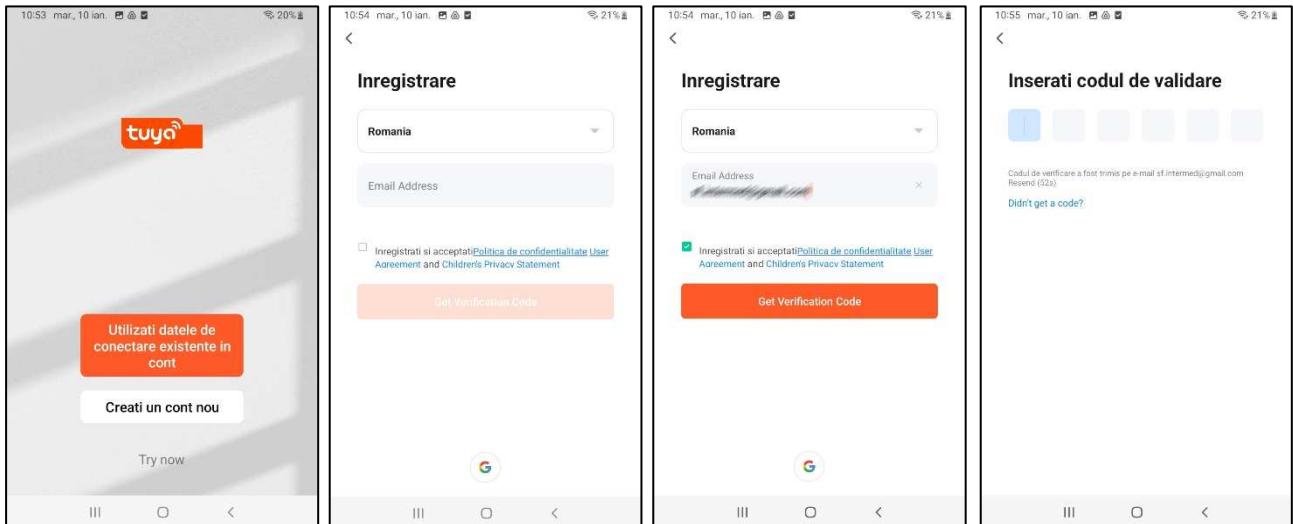 10:53 mar., 10 ian. 20%
tuya
Utilizati datele de
conectare existente in
cont
Creati un cont nou
Try now
10:54 mar., 10 ian. 21%
Inregistrare
Romania
Email Address
Inregistrati si acceptatiPolitica de confidentialitate User
Agreement and Children's Privacy Statement
Get Verification Code
10:54 mar., 10 ian. 21%
Inregistrare
Romania
Email Address
Inregistrati si acceptatiPolitica de confidentialitate User
Agreement and Children's Privacy Statement
Get Verification Code
10:55 mar., 10 ian. 21%
Inserati codul de validare
Codul de verificare a fost trimis pe e-mail sf.intermed@gmail.com
Resend (52s)
Didn't get a code?